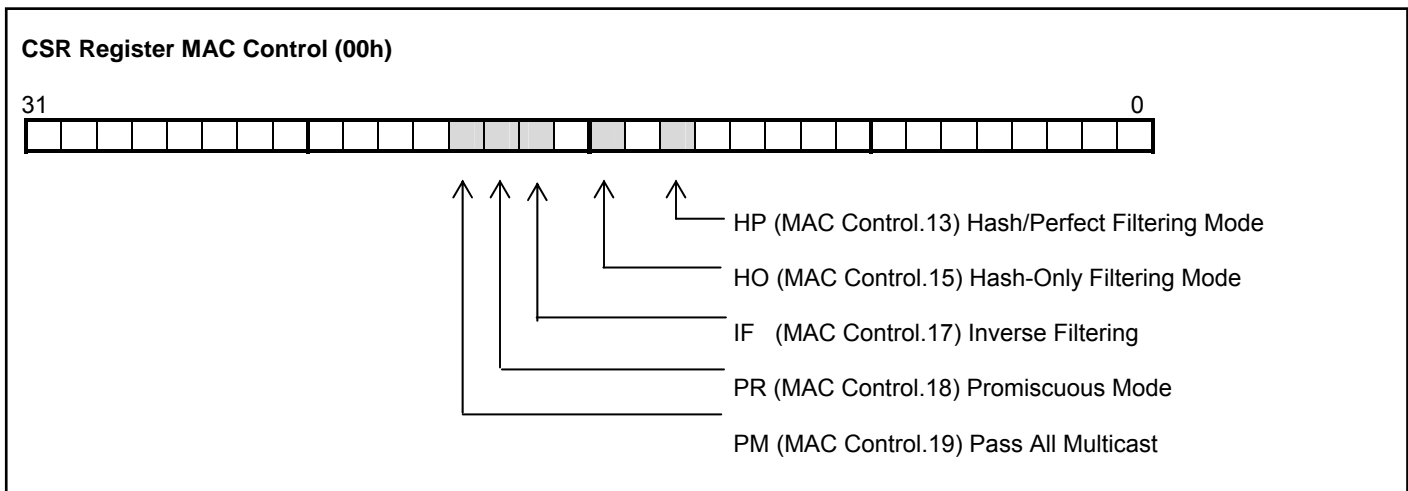 CSR Register MAC Control (00h)
31 0
HP (MAC Control.13) Hash/Perfect Filtering Mode
HO (MAC Control.15) Hash-Only Filtering Mode
IF (MAC Control.17) Inverse Filtering
PR (MAC Control.18) Promiscuous Mode
PM (MAC Control.19) Pass All Multicast